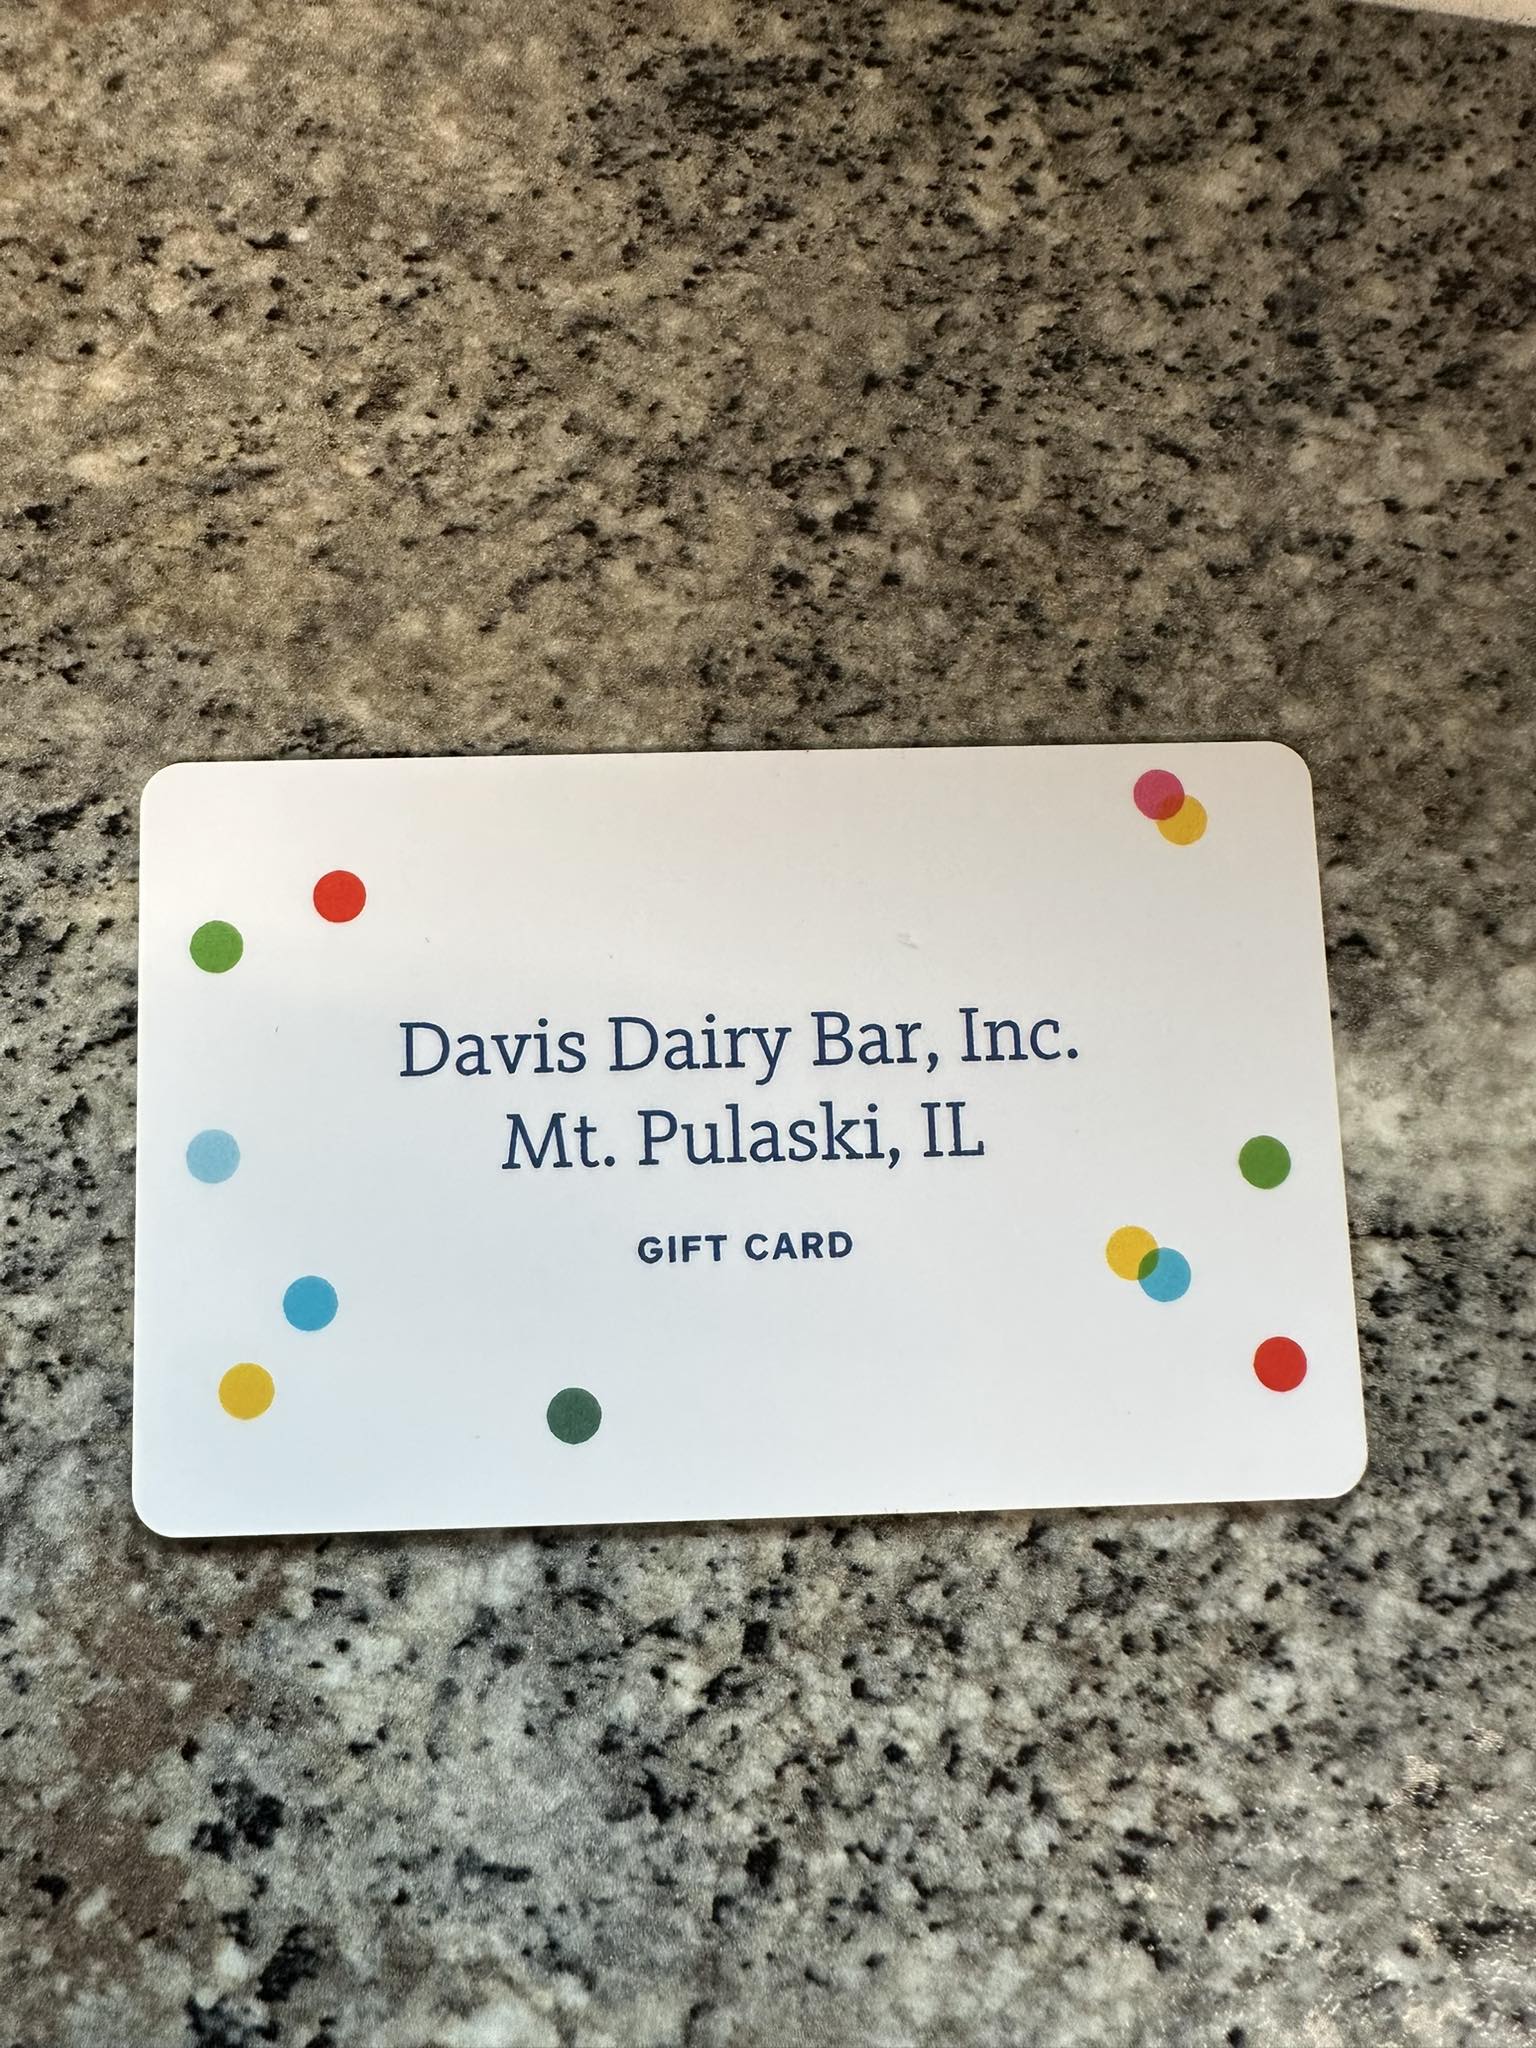 Davis Dairy Bar, Inc.
Mt. Pulaski, IL
GIFT CARD